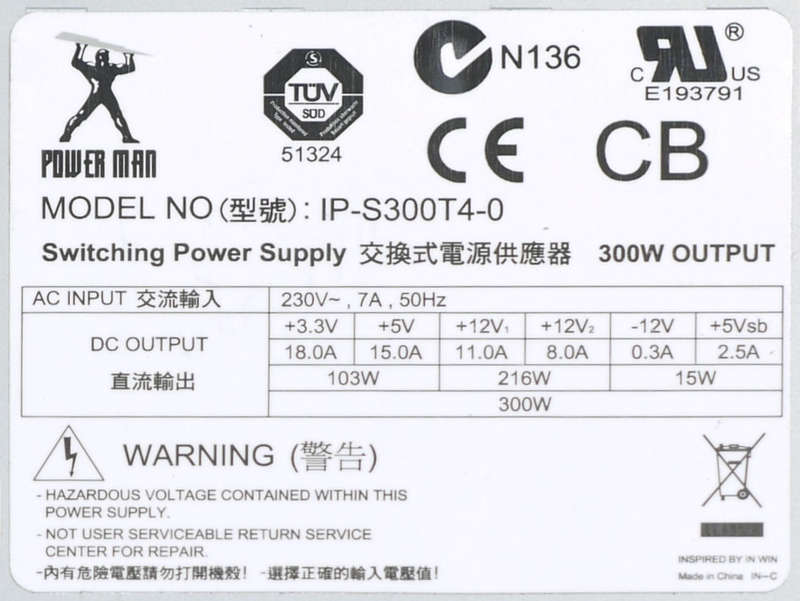 N136
C UL US ®
E193791
S
TÜV
SÜD
51324
CE
CB
POWER MAN
MODEL NO (型號): IP-S300T4-0
Switching Power Supply 交換式電源供應器 300W OUTPUT
AC INPUT 交流輸入 230V~ , 7A , 50Hz
+3.3V +5V +12V₁ +12V₂ -12V +5Vsb
DC OUTPUT 18.0A 15.0A 11.0A 8.0A 0.3A 2.5A
直流輸出 103W 216W 15W
300W
WARNING (警告)
- HAZARDOUS VOLTAGE CONTAINED WITHIN THIS
POWER SUPPLY.
- NOT USER SERVICEABLE RETURN SERVICE
CENTER FOR REPAIR.
-內有危險電壓請勿打開機殼! -選擇正確的輸入電壓值!
INSPIRED BY IN WIN
Made in China IN-C